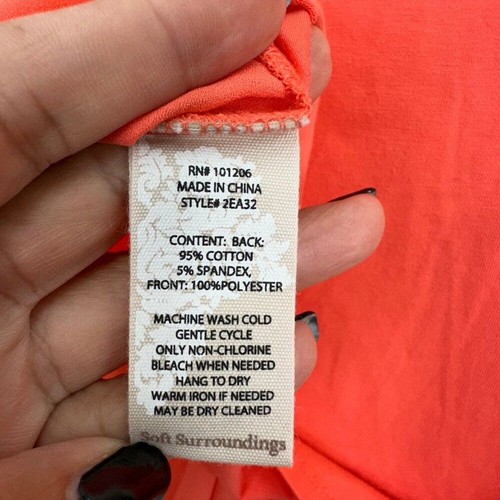 RN# 101206
MADE IN CHINA
STYLE# 2EA32
CONTENT: BACK:
95% COTTON
5% SPANDEX,
FRONT: 100%POLYESTER
MACHINE WASH COLD
GENTLE CYCLE
ONLY NON-CHLORINE
BLEACH WHEN NEEDED
HANG TO DRY
WARM IRON IF NEEDED
MAY BE DRY CLEANED
Soft Surroundings